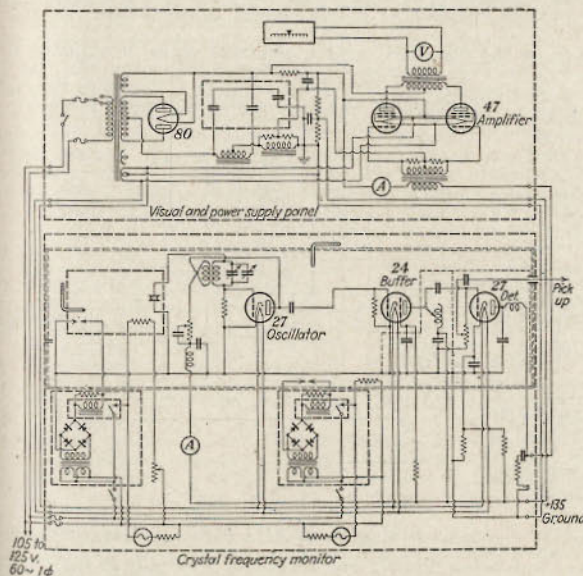 V
80
47
Amplifier
A
Visual and power supply panel
24
Buffer
27
Det.
Pick
up
27
Oscillator
A
+135
Ground
105 to
125 v.
60~ 1ϕ
Crystal frequency monitor